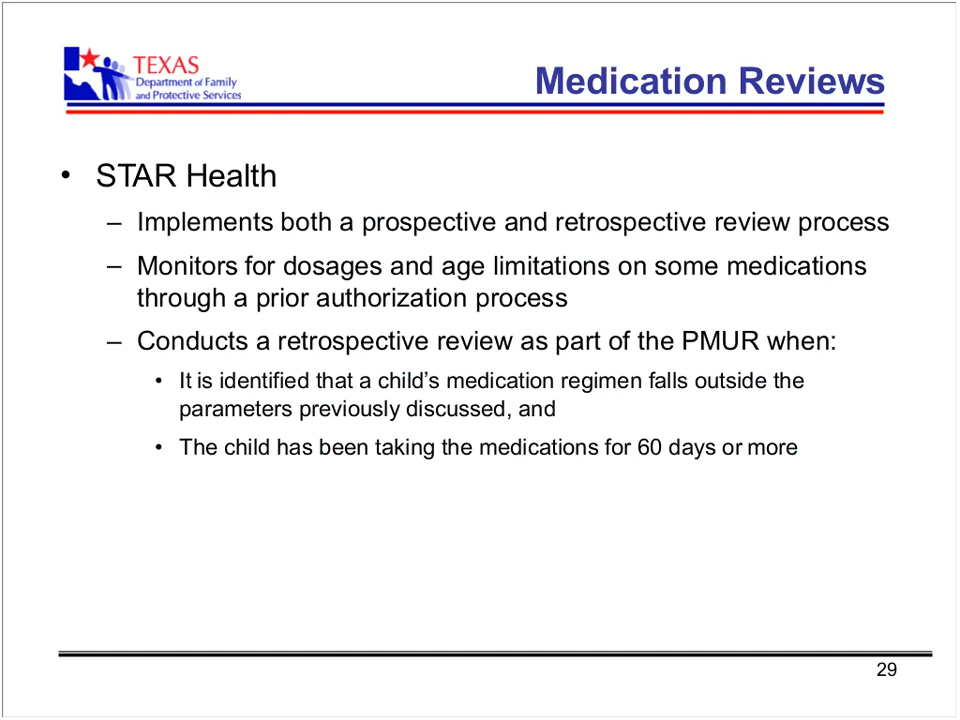 TEXAS
Department of Family
and Protective Services
Medication Reviews
• STAR Health
– Implements both a prospective and retrospective review process
– Monitors for dosages and age limitations on some medications
through a prior authorization process
– Conducts a retrospective review as part of the PMUR when:
• It is identified that a child’s medication regimen falls outside the
parameters previously discussed, and
• The child has been taking the medications for 60 days or more
29